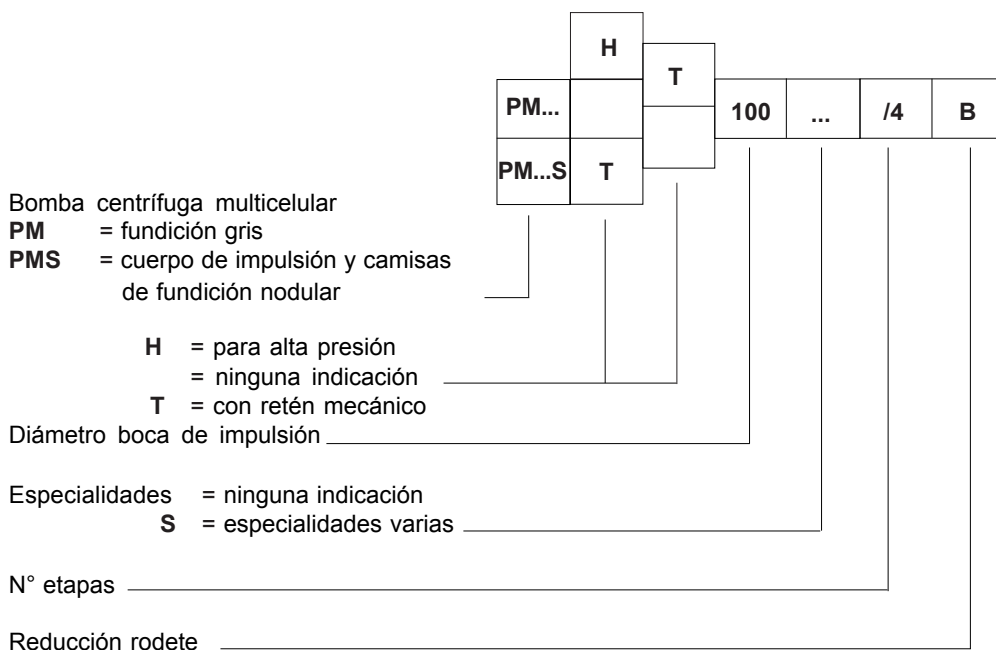 H
T
PM...
100
...
/4
B
PM...S
T
Bomba centrífuga multicelular
PM = fundición gris
PMS = cuerpo de impulsión y camisas
de fundición nodular
H = para alta presión
= ninguna indicación
T = con retén mecánico
Diámetro boca de impulsión
Especialidades = ninguna indicación
S = especialidades varias
N° etapas
Reducción rodete